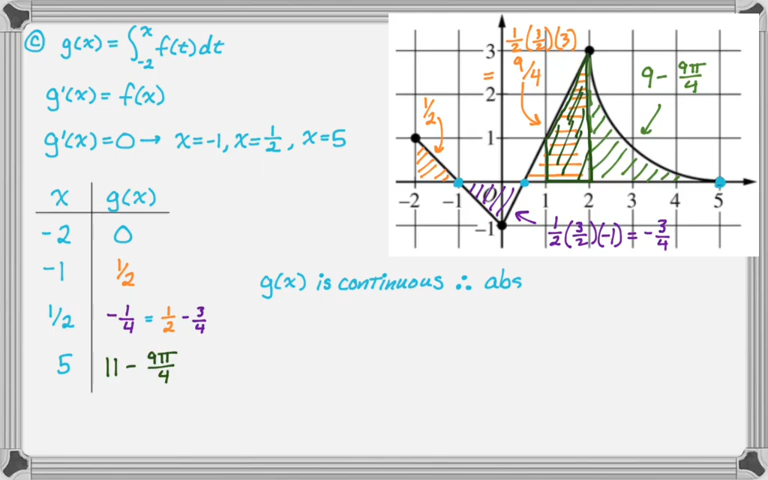 ⓒ g(x) = ∫_{-2}^{x} f(t)dt
g'(x) = f(x)
g'(x) = 0 → x = -1, x = 1/2, x = 5
x g(x)
-2 0
-1 1/2
1/2 -1/4 = 1/2 - 3/4
5 11 - 9π/4
g(x) is continuous ∴ abs
1/2 (3/2)(3)
= 9/4
1/2
9 - 9π/4
3
2
1
-1
-2 -1 O 1 2 3 4 5
1/2 (3/2)(-1) = -3/4